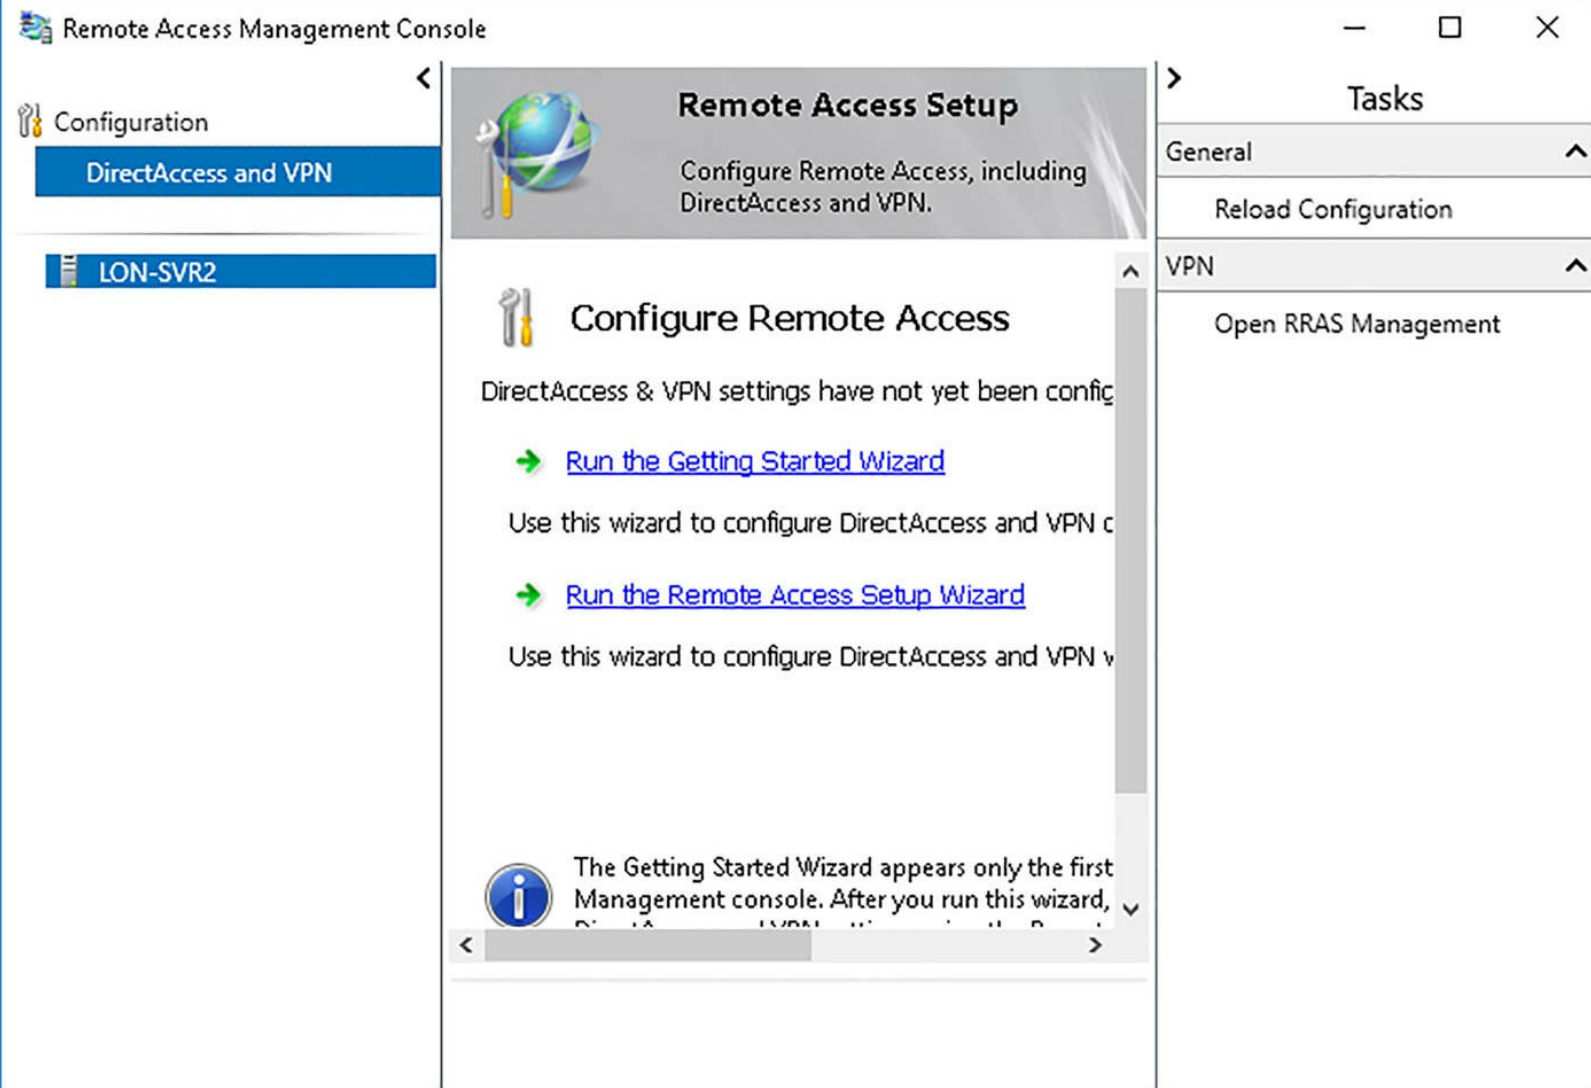 Remote Access Management Console
Configuration
DirectAccess and VPN
LON-SVR2
Remote Access Setup
Configure Remote Access, including
DirectAccess and VPN.
Configure Remote Access
DirectAccess & VPN settings have not yet been config
Run the Getting Started Wizard
Use this wizard to configure DirectAccess and VPN
Run the Remote Access Setup Wizard
Use this wizard to configure DirectAccess and VPN
The Getting Started Wizard appears only the first
Management console. After you run this wizard,
Tasks
General
Reload Configuration
VPN
Open RRAS Management